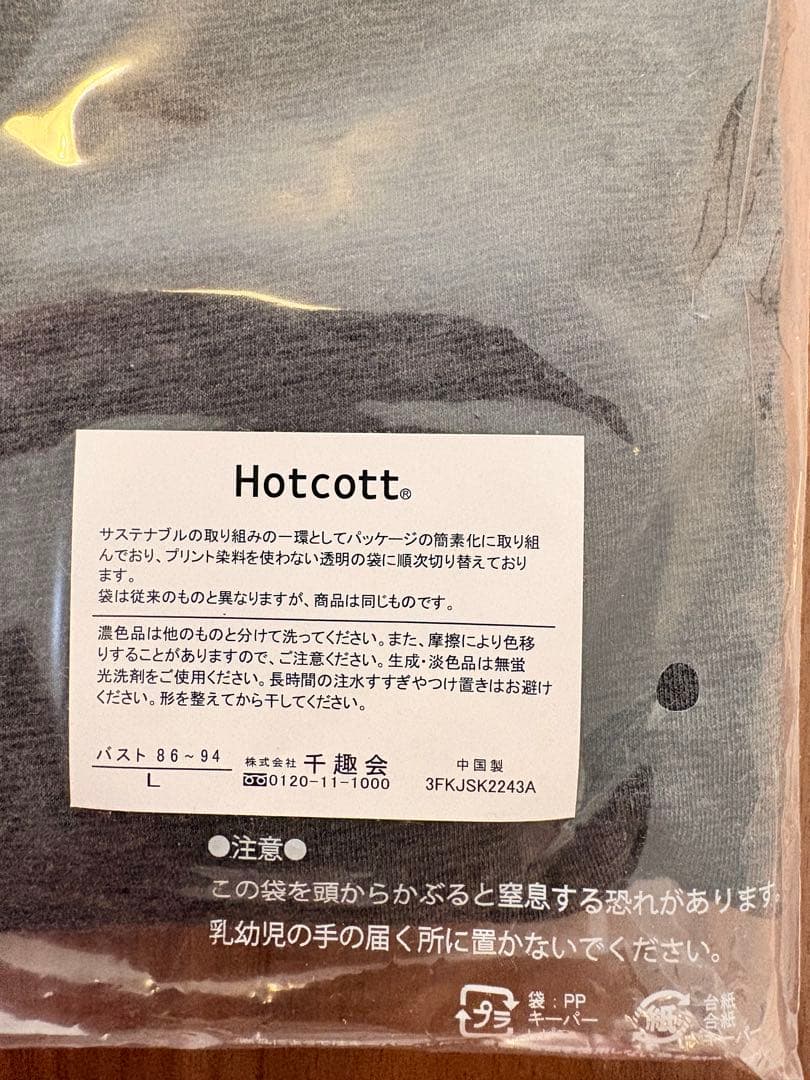 Hotcott®
サステナブルの取り組みの一環としてパッケージの簡素化に取り組
んでおり、プリント染料を使わない透明の袋に順次切り替えており
ます。
袋は従来のものと異なりますが、商品は同じものです。
濃色品は他のものと分けて洗ってください。また、摩擦により色移
りすることがありますので、ご注意ください。生成・淡色品は無蛍
光洗剤をご使用ください。長時間の注水すすぎやつけ置きはお避け
ください。形を整えてから干してください。
バスト 86~94
L
株式会社 千趣会
0120-11-1000
中国製
3FKJSK2243A
●注意●
この袋を頭からかぶると窒息する恐れがあります
乳幼児の手の届く所に置かないでください。
プラ
袋:PP
キーパー
紙
台紙
合紙